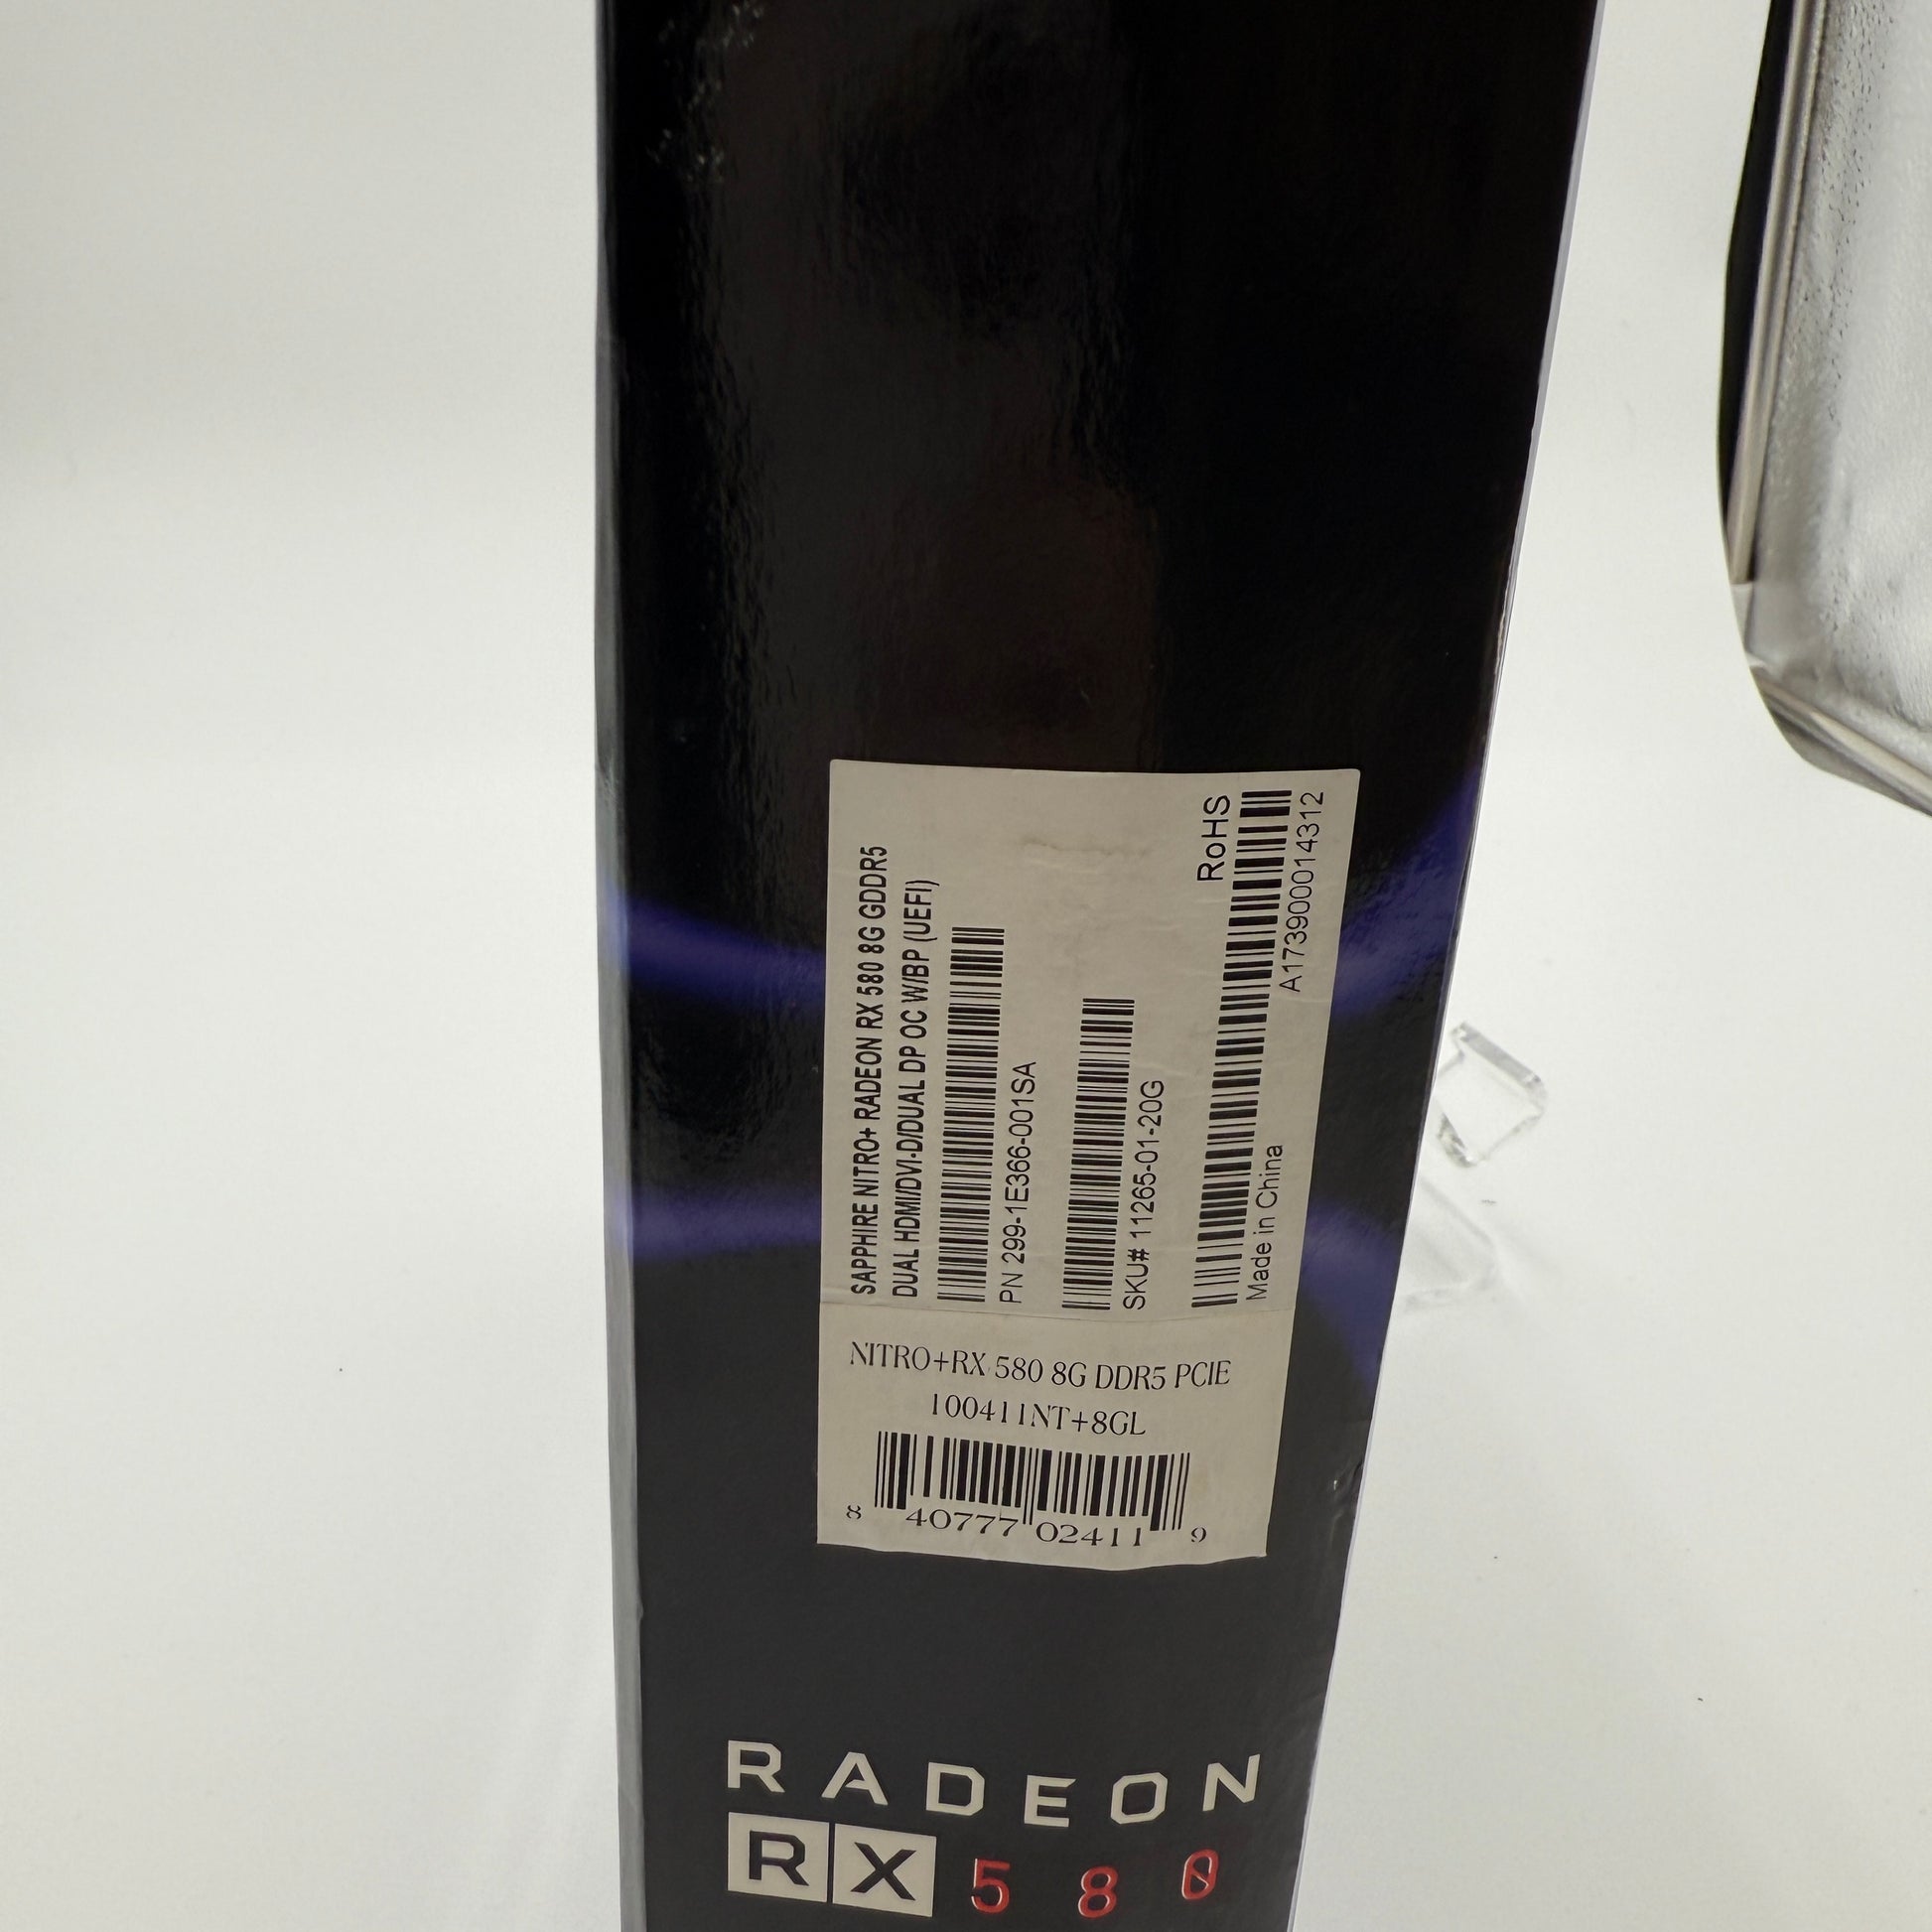 SAPPHIRE NITRO+ RADEON RX 580 8G GDDR5
DUAL HDMI/DVI-D/DUAL DP OC W/BP (UEFI)
PN 299-1E366-001SA
SKU# 11265-01-20G
RoHS
A173900014312
Made in China
NITRO+RX 580 8G DDR5 PCIE
100411NT+8GL
8 40777 02411 9
RADEON
RX 580